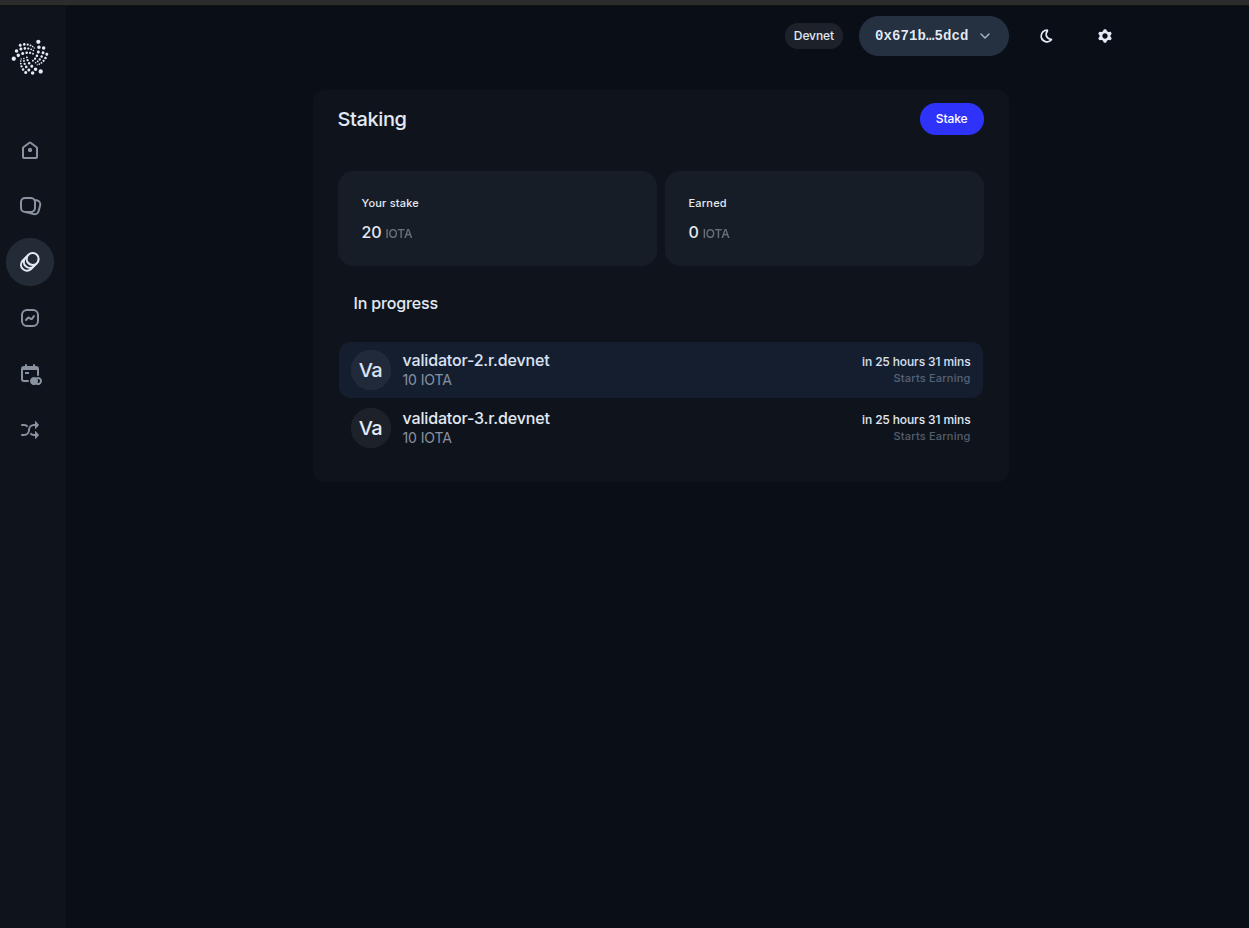 Devnet
0x671b…5dcd
Staking
Stake
Your stake
20 IOTA
Earned
0 IOTA
In progress
Va
validator-2.r.devnet
10 IOTA
in 25 hours 31 mins
Starts Earning
Va
validator-3.r.devnet
10 IOTA
in 25 hours 31 mins
Starts Earning